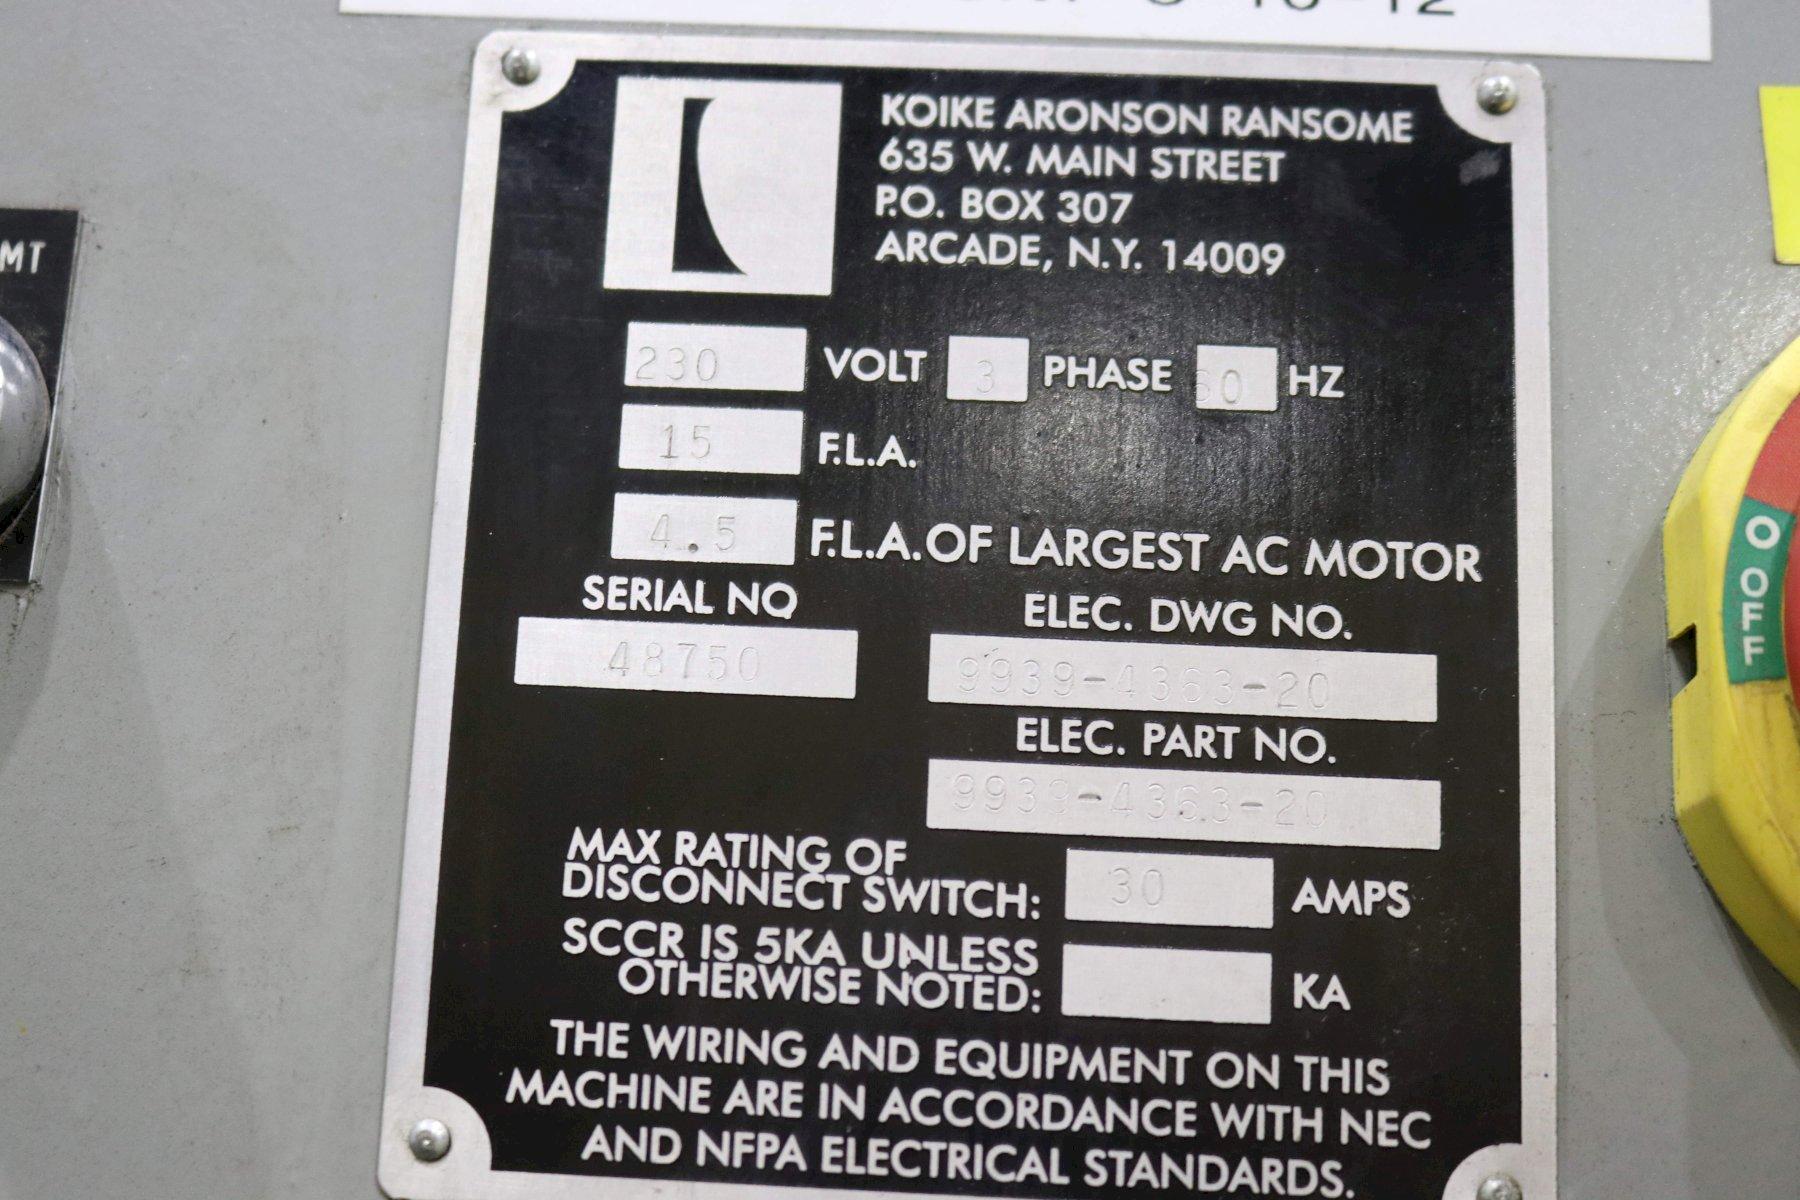 MT
KOIKE ARONSON RANSOME
635 W. MAIN STREET
P.O. BOX 307
ARCADE, N.Y. 14009
230 VOLT 3 PHASE 60 HZ
15 F.L.A.
4.5 F.L.A. OF LARGEST AC MOTOR
SERIAL NO
48750
ELEC. DWG NO.
9939-4363-20
ELEC. PART NO.
9939-4363-20
MAX RATING OF
DISCONNECT SWITCH: 30 AMPS
SCCR IS 5KA UNLESS
OTHERWISE NOTED: KA
THE WIRING AND EQUIPMENT ON THIS
MACHINE ARE IN ACCORDANCE WITH NEC
AND NFPA ELECTRICAL STANDARDS.
O OFF